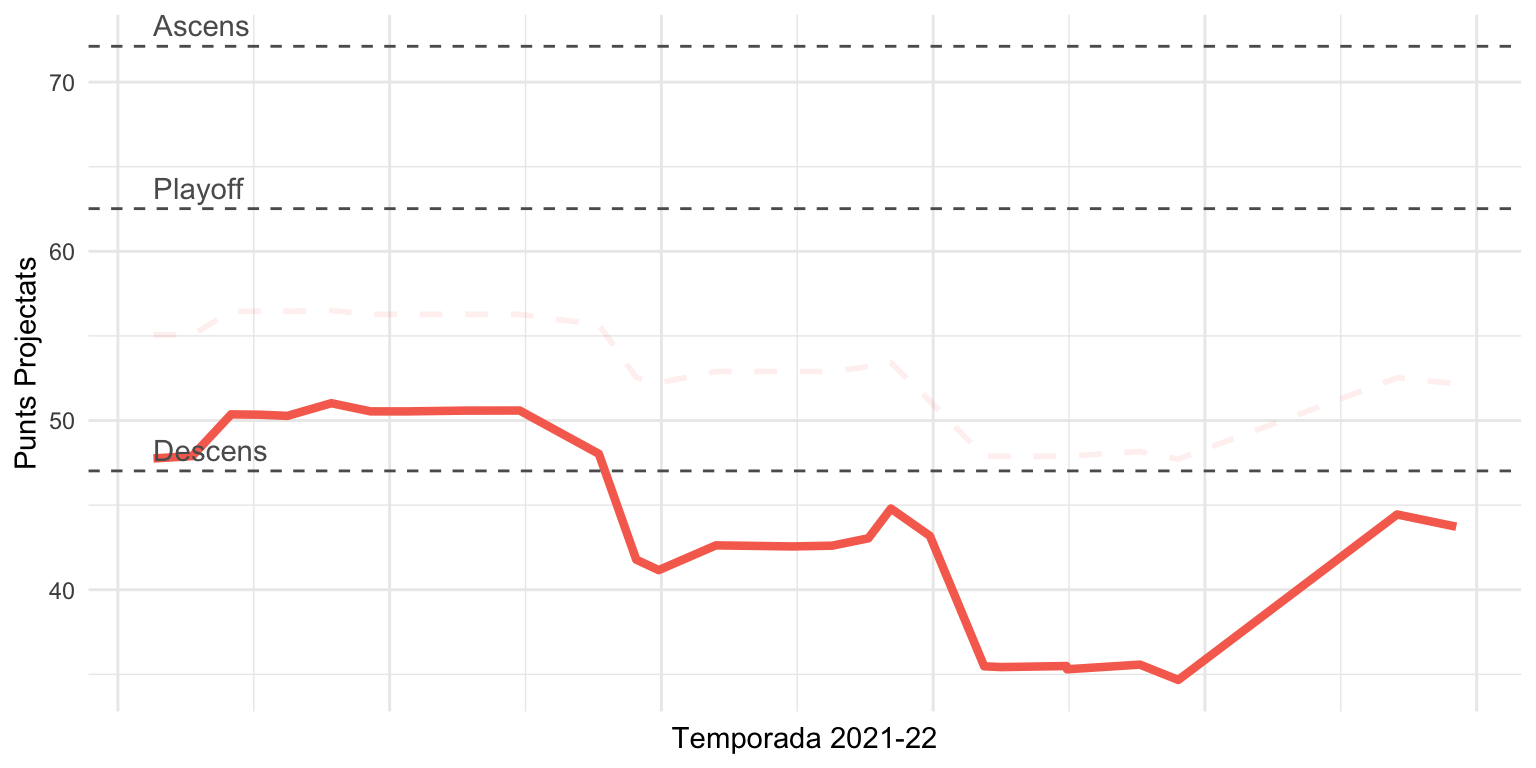 Ascens
70
Playoff
60
50
Descens
40
Punts Projectats
Temporada 2021-22